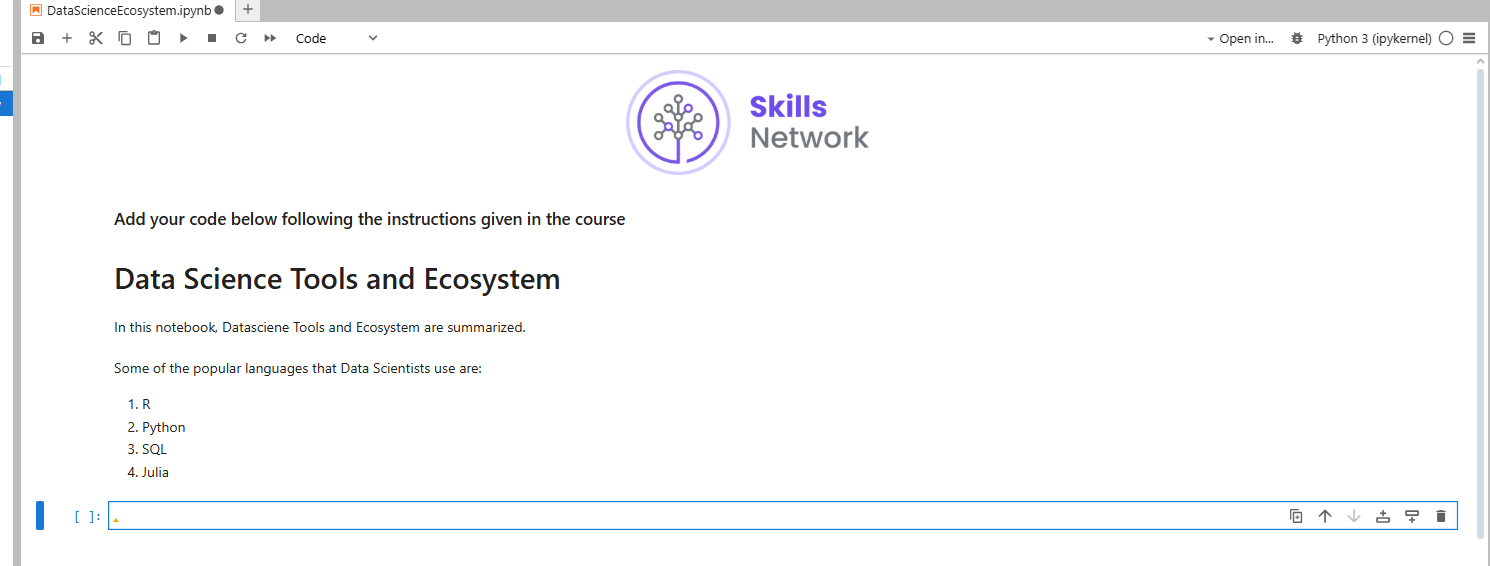 DataScienceEcosystem.ipynb
Code
Open in...
Python 3 (ipykernel)
Skills
Network
Add your code below following the instructions given in the course
Data Science Tools and Ecosystem
In this notebook, Datasciene Tools and Ecosystem are summarized.
Some of the popular languages that Data Scientists use are:
1. R
2. Python
3. SQL
4. Julia
[ ]: